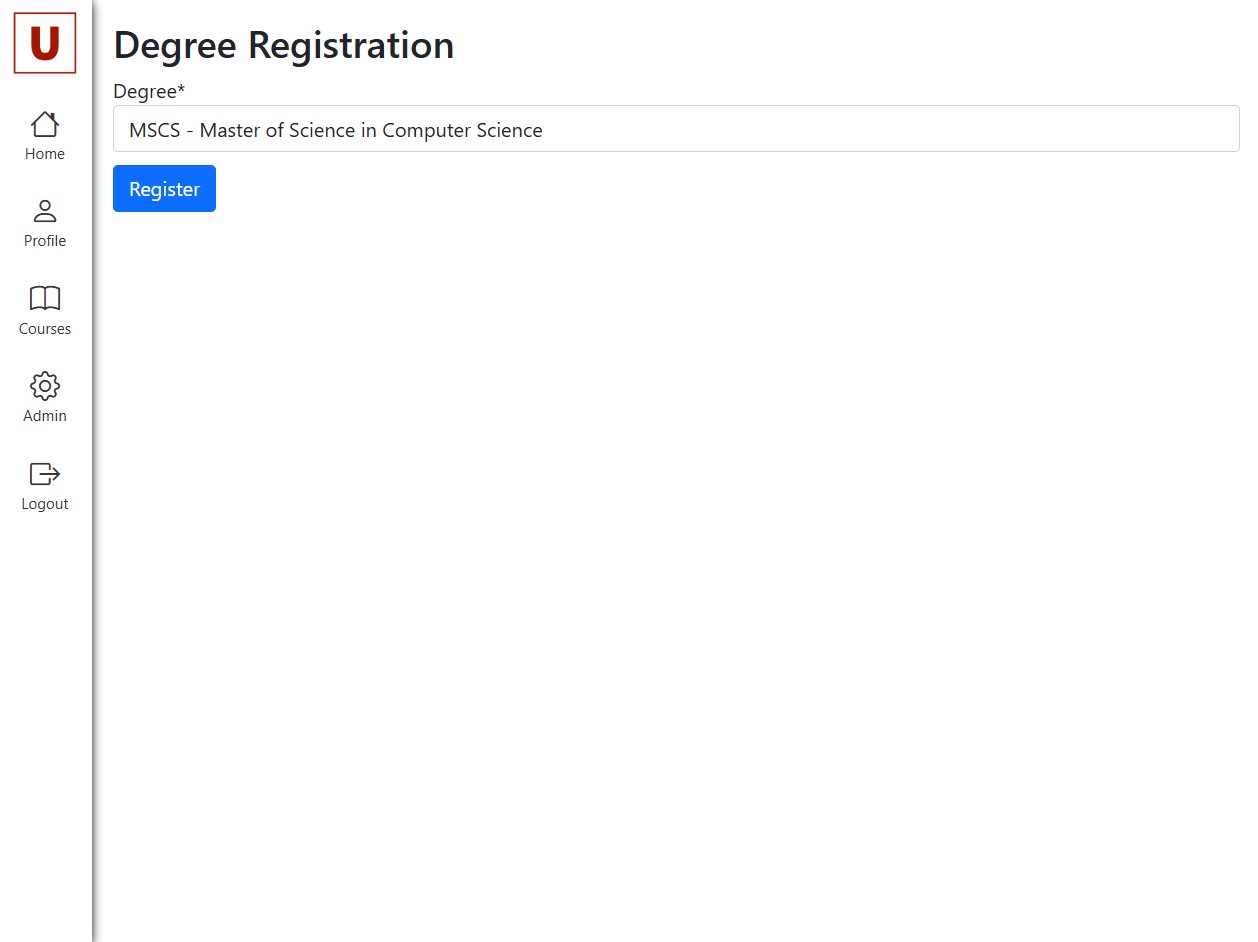 U
Home
Profile
Courses
Admin
Logout
Degree Registration
Degree*
MSCS - Master of Science in Computer Science
Register